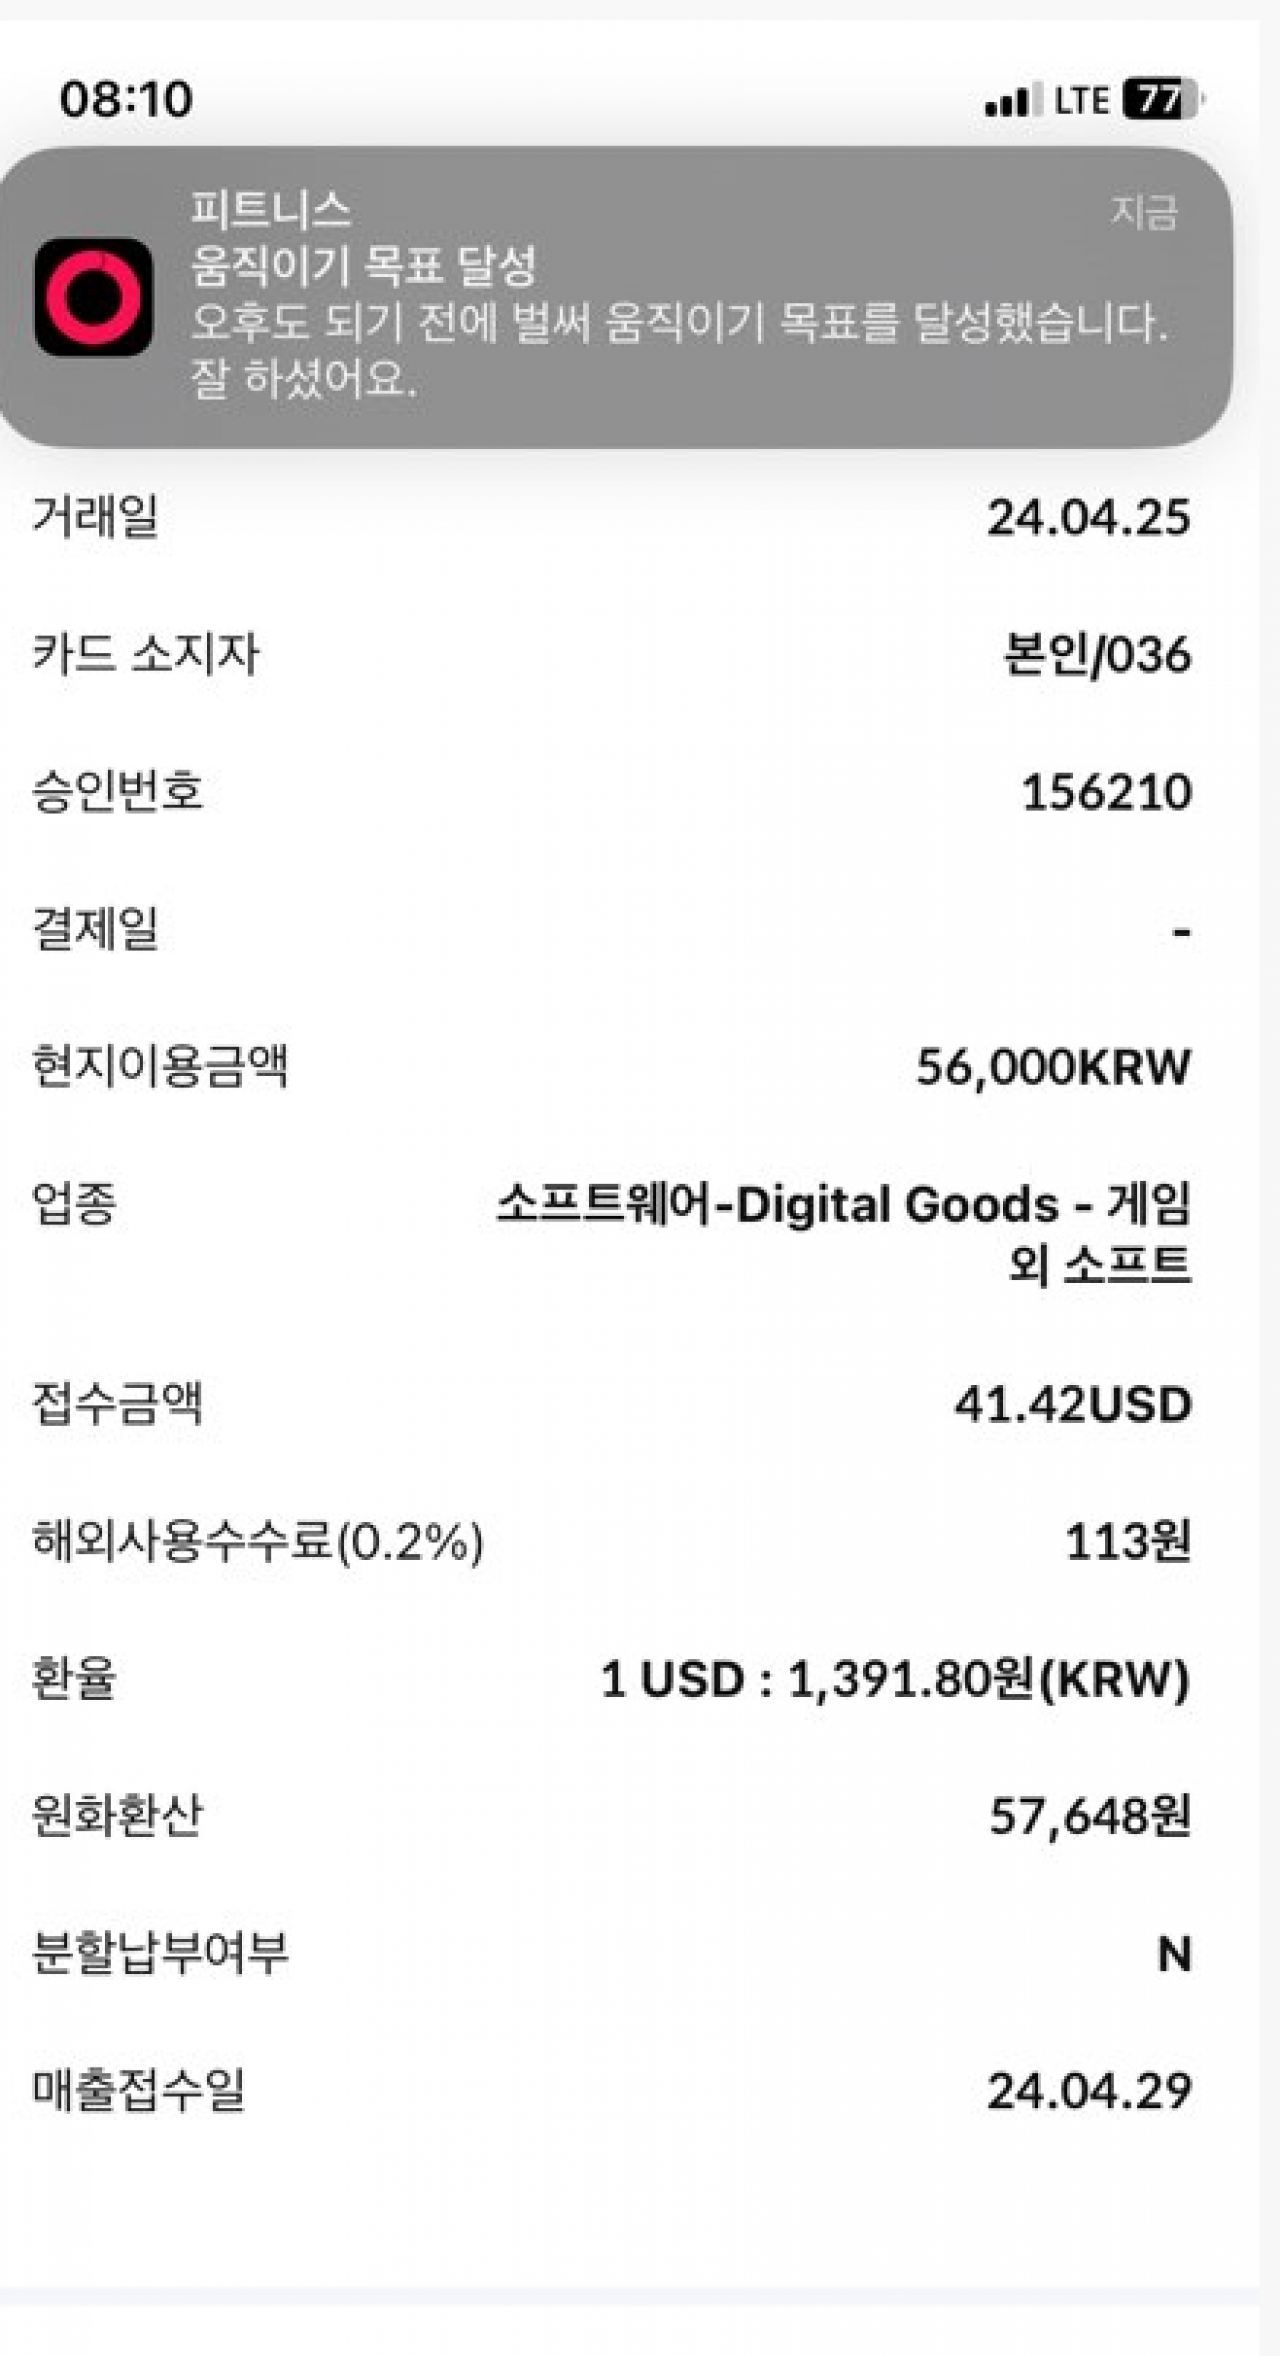 08:10
LTE 77
피트니스
지금
움직이기 목표 달성
오후도 되기 전에 벌써 움직이기 목표를 달성했습니다.
잘 하셨어요.
거래일 24.04.25
카드 소지자 본인/036
승인번호 156210
결제일 -
현지이용금액 56,000KRW
업종 소프트웨어-Digital Goods - 게임
외 소프트
접수금액 41.42USD
해외사용수수료(0.2%) 113원
환율 1 USD : 1,391.80원(KRW)
원화환산 57,648원
분할납부여부 N
매출접수일 24.04.29